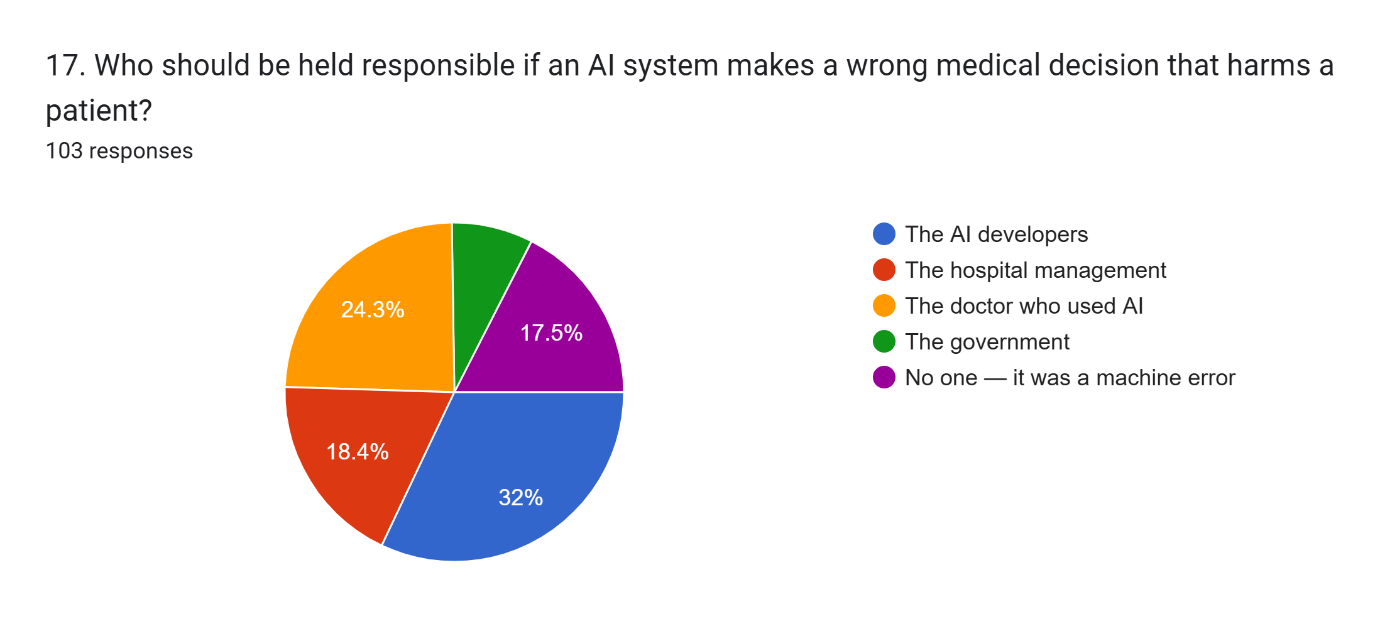 17. Who should be held responsible if an AI system makes a wrong medical decision that harms a
patient?
103 responses
24.3%
17.5%
18.4%
32%
The AI developers
The hospital management
The doctor who used AI
The government
No one — it was a machine error